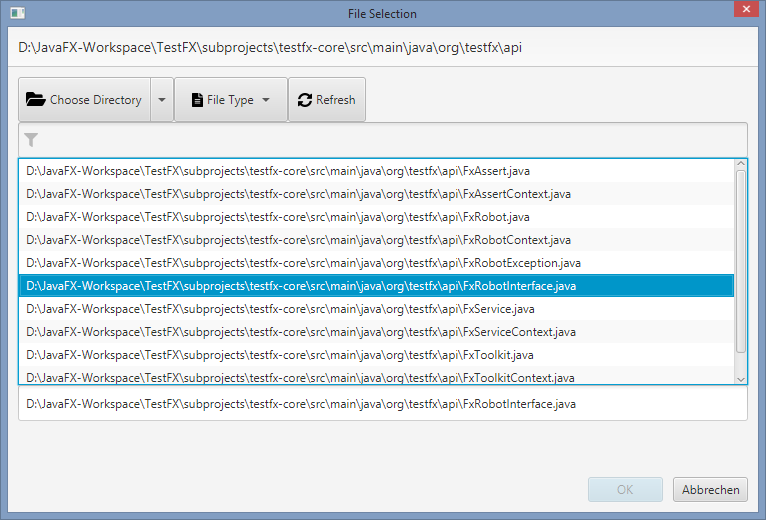 File Selection
D:\JavaFX-Workspace\TestFX\subprojects\testfx-core\src\main\java\org\testfx\api
Choose Directory File Type Refresh
D:\JavaFX-Workspace\TestFX\subprojects\testfx-core\src\main\java\org\testfx\api\FxAssert.java
D:\JavaFX-Workspace\TestFX\subprojects\testfx-core\src\main\java\org\testfx\api\FxAssertContext.java
D:\JavaFX-Workspace\TestFX\subprojects\testfx-core\src\main\java\org\testfx\api\FxRobot.java
D:\JavaFX-Workspace\TestFX\subprojects\testfx-core\src\main\java\org\testfx\api\FxRobotContext.java
D:\JavaFX-Workspace\TestFX\subprojects\testfx-core\src\main\java\org\testfx\api\FxRobotException.java
D:\JavaFX-Workspace\TestFX\subprojects\testfx-core\src\main\java\org\testfx\api\FxRobotInterface.java
D:\JavaFX-Workspace\TestFX\subprojects\testfx-core\src\main\java\org\testfx\api\FxService.java
D:\JavaFX-Workspace\TestFX\subprojects\testfx-core\src\main\java\org\testfx\api\FxServiceContext.java
D:\JavaFX-Workspace\TestFX\subprojects\testfx-core\src\main\java\org\testfx\api\FxToolkit.java
D:\JavaFX-Workspace\TestFX\subprojects\testfx-core\src\main\java\org\testfx\api\FxToolkitContext.java
D:\JavaFX-Workspace\TestFX\subprojects\testfx-core\src\main\java\org\testfx\api\FxRobotInterface.java
OK Abbrechen